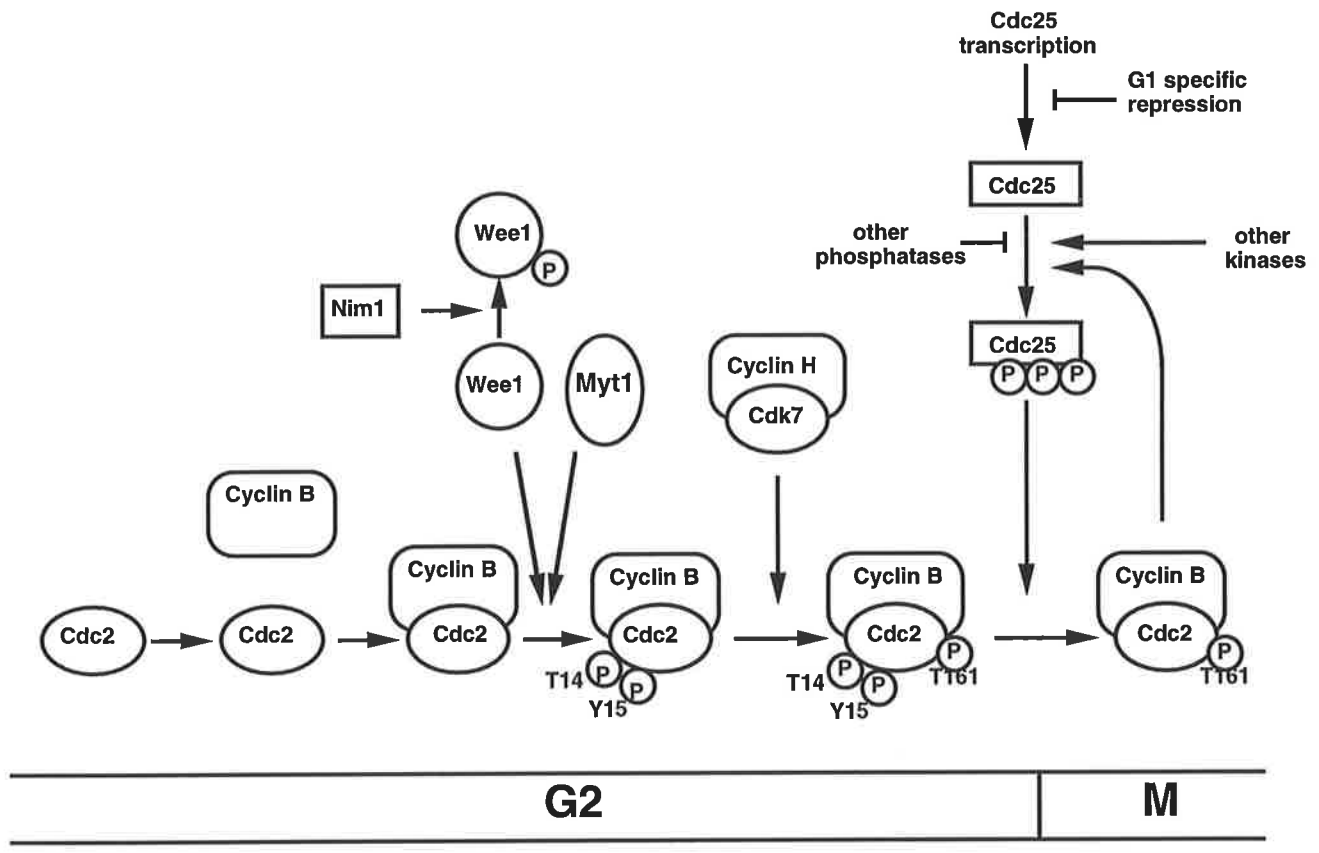 Cdc25
transcription
G1 specific
repression
Cdc25
other
phosphatases
other
kinases
Wee1
P
Nim1
Cdc25
P P P
Wee1
Myt1
Cyclin H
Cdk7
Cyclin B
Cyclin B
Cyclin B
Cyclin B
Cyclin B
Cdc2
Cdc2
Cdc2
Cdc2
Cdc2
Cdc2
P
P
T14
P
Y15
T14
P
P
Y15
T161
T161
G2
M